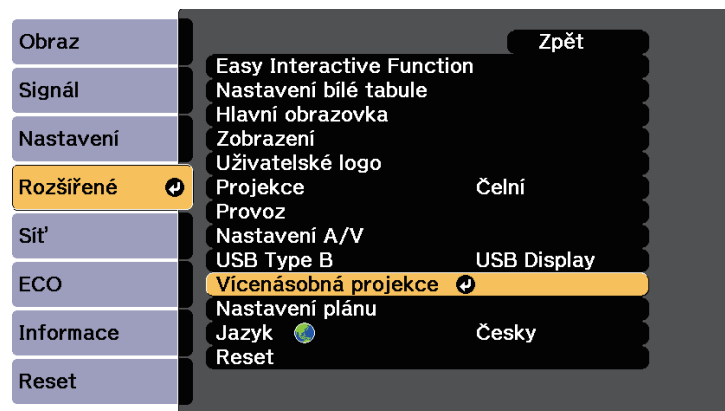 Obraz
Signál
Nastavení
Rozšířené
Síť
ECO
Informace
Reset
Zpět
Easy Interactive Function
Nastavení bílé tabule
Hlavní obrazovka
Zobrazení
Uživatelské logo
Projekce Čelní
Provoz
Nastavení A/V
USB Type B USB Display
Vícenásobná projekce
Nastavení plánu
Jazyk Česky
Reset